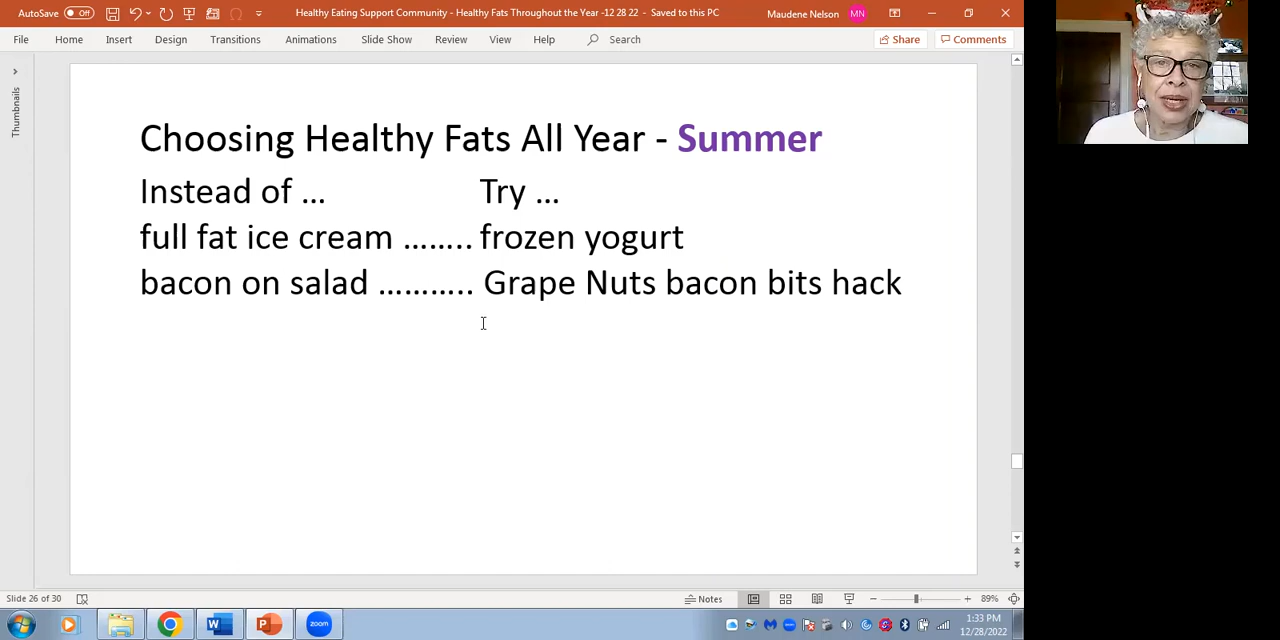 AutoSave Off Healthy Eating Support Community - Healthy Fats Throughout the Year -12 28 22 - Saved to this PC Maudene Nelson MN
File Home Insert Design Transitions Animations Slide Show Review View Help Search Share Comments
Thumbnails
Choosing Healthy Fats All Year - Summer
Instead of ... Try ...
full fat ice cream ........ frozen yogurt
bacon on salad ........... Grape Nuts bacon bits hack
Slide 26 of 30 Notes 89%
W P zoom 1:33 PM
12/28/2022